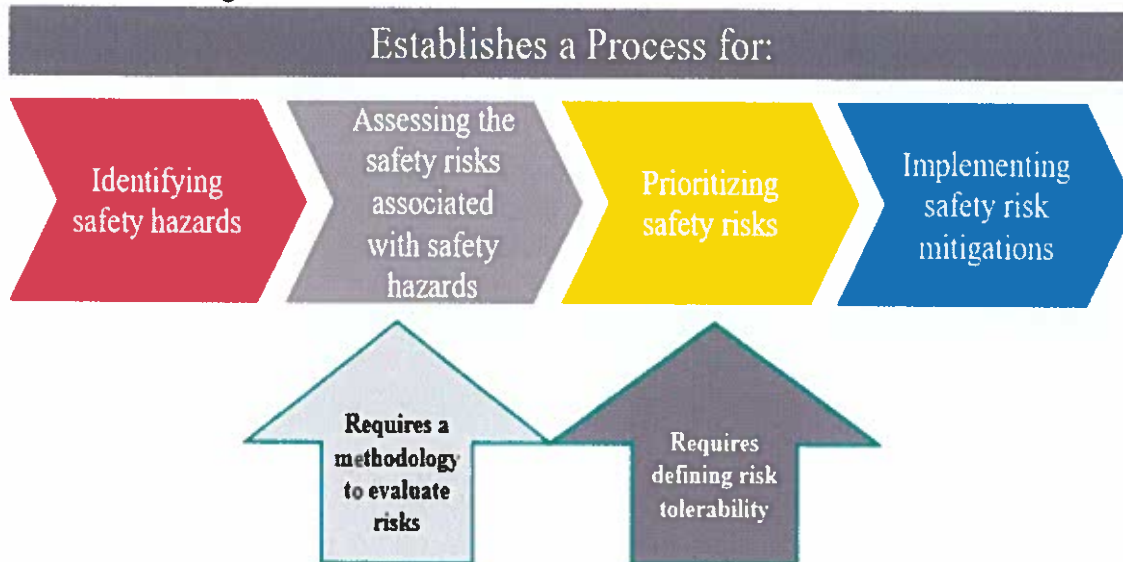 Establishes a Process for:
Identifying
safety hazards
Assessing the
safety risks
associated
with safety
hazards
Prioritizing
safety risks
Implementing
safety risk
mitigations
Requires a
methodology
to evaluate
risks
Requires
defining risk
tolerability